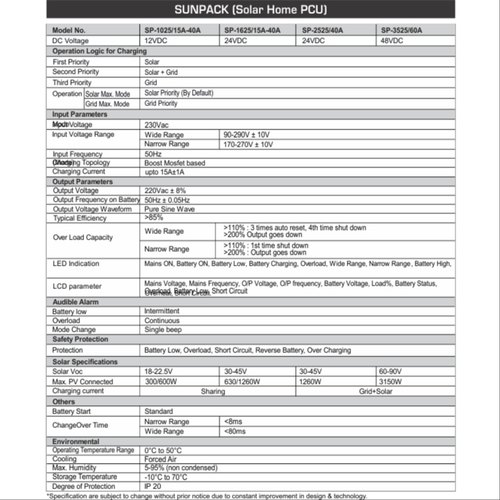 SUNPACK (Solar Home PCU)
Model No. SP-1025/15A-40A SP-1625/15A-40A SP-2525/40A SP-3525/60A
DC Voltage 12VDC 24VDC 24VDC 48VDC
Operation Logic for Charging
First Priority Solar
Second Priority Solar + Grid
Third Priority Grid
Operation Solar Max. Mode Solar Priority (By Default)
Grid Max. Mode Grid Priority
Input Parameters
Voltage 230Vac
Input Voltage Range Wide Range 90-290V ± 10V
Narrow Range 170-270V ± 10V
Input Frequency 50Hz
Topology Boost Mosfet based
Charging Current upto 15A±1A
Output Parameters
Output Voltage 220Vac ± 8%
Output Frequency on Battery 50Hz ± 0.05Hz
Output Voltage Waveform Pure Sine Wave
Typical Efficiency >85%
Over Load Capacity Wide Range >110% : 3 times auto reset, 4th time shut down
>200% Output goes down
Narrow Range >110% : 1st time shut down
>200% : Output goes down
LED Indication Mains ON, Battery ON, Battery Low, Battery Charging, Overload, Wide Range, Narrow Range, Battery High,
LCD parameter Mains Voltage, Mains Frequency, O/P Voltage, O/P frequency, Battery Voltage, Load%, Battery Status,
Overload, Battery Low, Short Circuit
Audible Alarm
Battery low Intermittent
Overload Continuous
Mode Change Single beep
Safety Protection
Protection Battery Low, Overload, Short Circuit, Reverse Battery, Over Charging
Solar Specifications
Solar Voc 18-22.5V 30-45V 30-45V 60-90V
Max. PV Connected 300/600W 630/1260W 1260W 3150W
Charging current Sharing Grid+Solar
Others
Battery Start Standard
ChangeOver Time Narrow Range <8ms
Wide Range <80ms
Environmental
Operating Temperature Range 0°C to 50°C
Cooling Forced Air
Max. Humidity 5-95% (non condensed)
Storage Temperature -10°C to 70°C
Degree of Protection IP 20
*Specification are subject to change without prior notice due to constant improvement in design & technology.